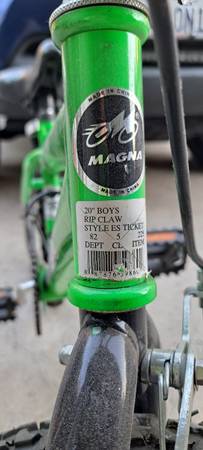 MADE IN CHINA
MAGNA
MADE IN CHINA
20" BOYS
RIP CLAW
STYLE ES TICKET
82 5 225
DEPT CL. ITEM